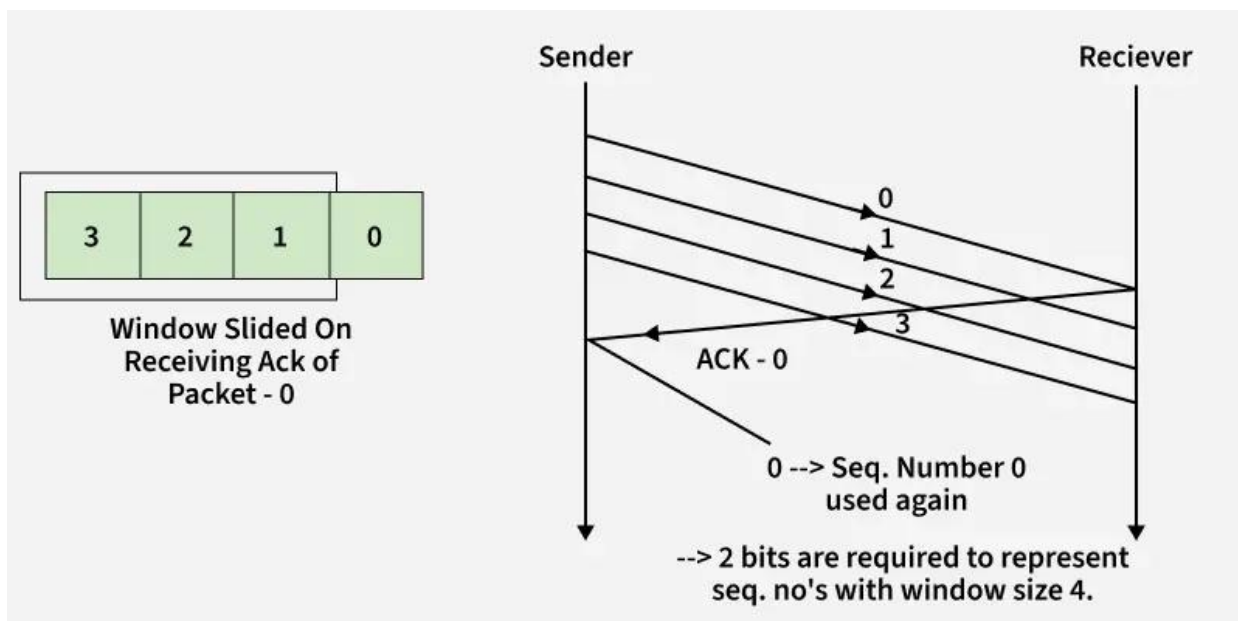 Sender
Reciever
3 2 1 0
Window Slided On
Receiving Ack of
Packet - 0
0
1
2
3
ACK - 0
0 --> Seq. Number 0
used again
--> 2 bits are required to represent
seq. no's with window size 4.